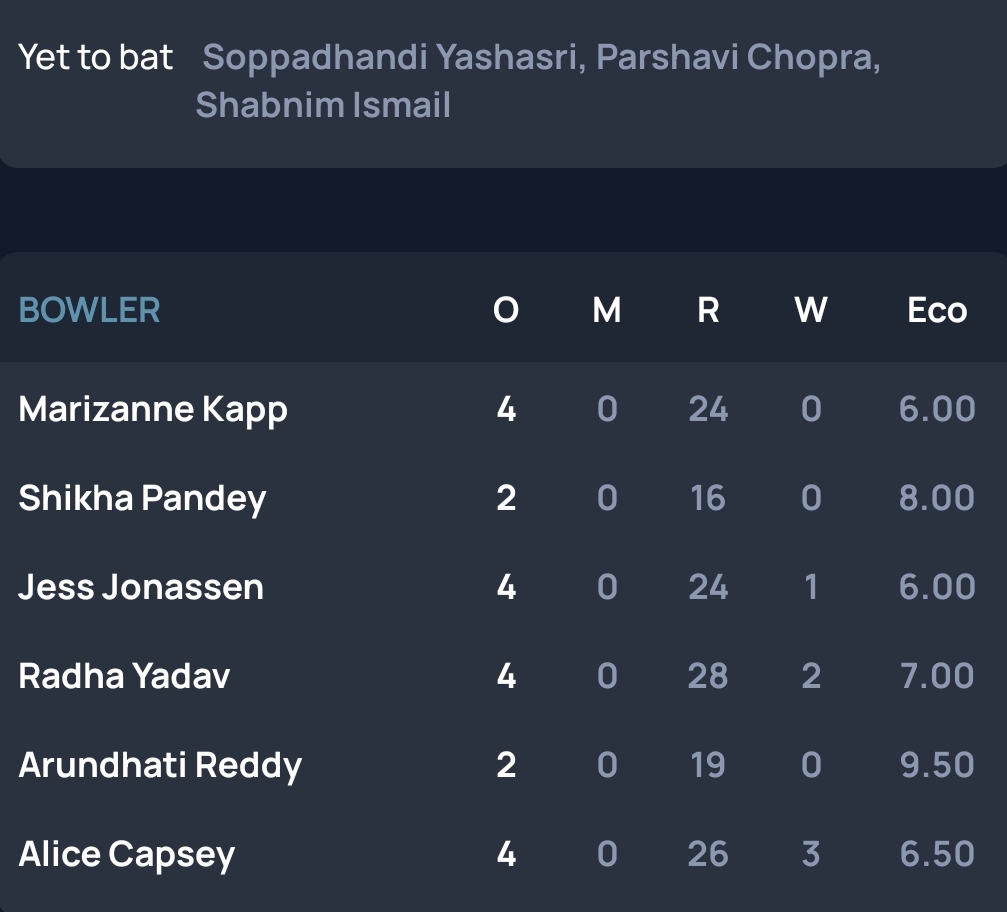 Yet to bat Soppadhandi Yashasri, Parshavi Chopra,
Shabnim Ismail
BOWLER O M R W Eco
Marizanne Kapp 4 0 24 0 6.00
Shikha Pandey 2 0 16 0 8.00
Jess Jonassen 4 0 24 1 6.00
Radha Yadav 4 0 28 2 7.00
Arundhati Reddy 2 0 19 0 9.50
Alice Capsey 4 0 26 3 6.50